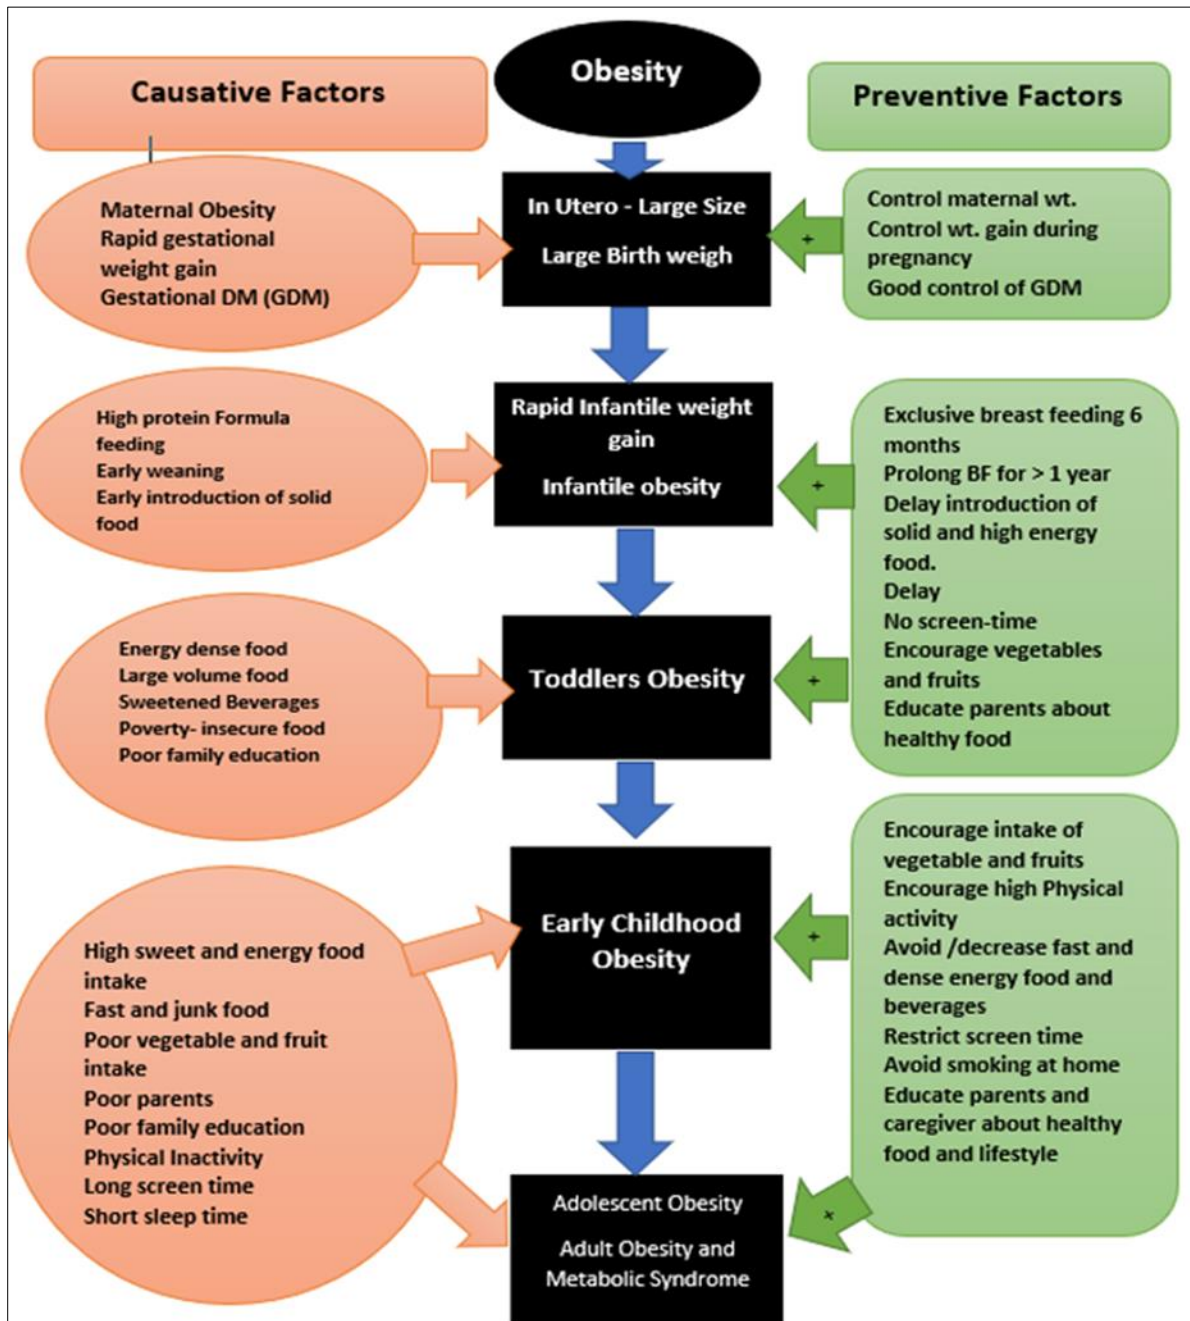 Obesity
Causative Factors
Preventive Factors
Maternal Obesity
Rapid gestational
weight gain
Gestational DM (GDM)
In Utero - Large Size
Large Birth weigh
+
Control maternal wt.
Control wt. gain during
pregnancy
Good control of GDM
High protein Formula
feeding
Early weaning
Early introduction of solid
food
Rapid Infantile weight
gain
Infantile obesity
+
Exclusive breast feeding 6
months
Prolong BF for > 1 year
Delay introduction of
solid and high energy
food.
Delay
No screen-time
Encourage vegetables
and fruits
Educate parents about
healthy food
Energy dense food
Large volume food
Sweetened Beverages
Poverty- insecure food
Poor family education
Toddlers Obesity
+
High sweet and energy food
intake
Fast and junk food
Poor vegetable and fruit
intake
Poor parents
Poor family education
Physical Inactivity
Long screen time
Short sleep time
Early Childhood
Obesity
+
Encourage intake of
vegetable and fruits
Encourage high Physical
activity
Avoid /decrease fast and
dense energy food and
beverages
Restrict screen time
Avoid smoking at home
Educate parents and
caregiver about healthy
food and lifestyle
Adolescent Obesity
Adult Obesity and
Metabolic Syndrome
+